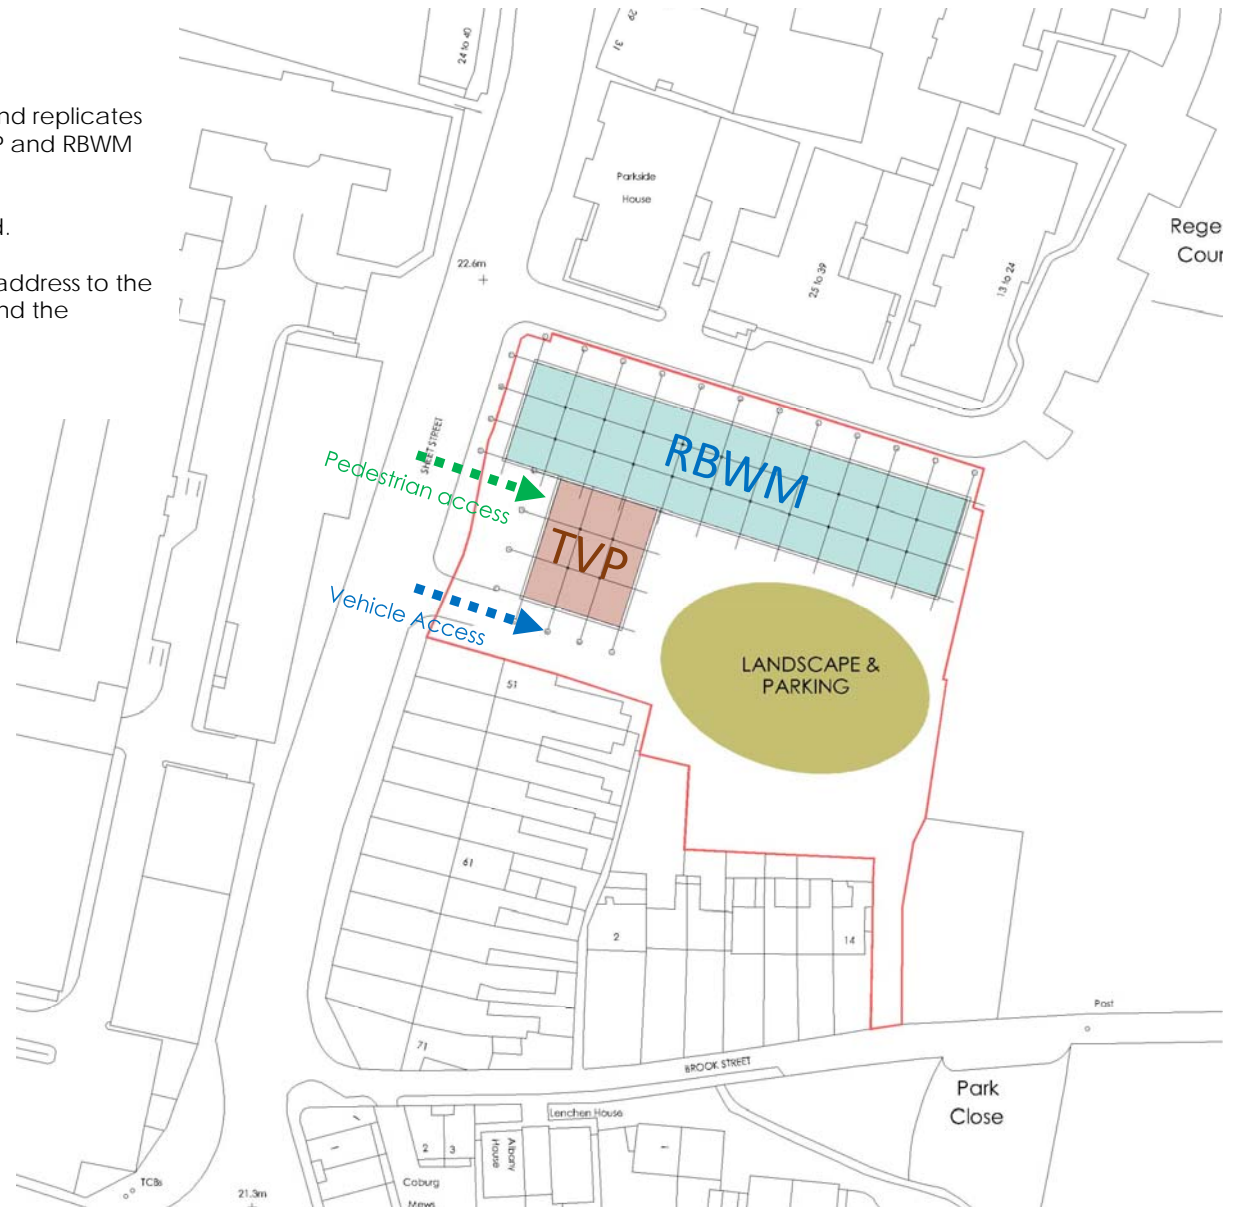 nd replicates
P and RBWM
d.
address to the
nd the
24 to 40
29
31
Parkside
House
22.6m
25 to 39
13 to 24
Rege
Cour
SHEET STREET
Pedestrian access
RBWM
TVP
Vehicle Access
LANDSCAPE &
PARKING
51
61
2
14
71
Post
BROOK STREET
Park
Close
Lenchen House
1
2
3
Albany
House
1
Coburg
Mews
TCBs
21.3m